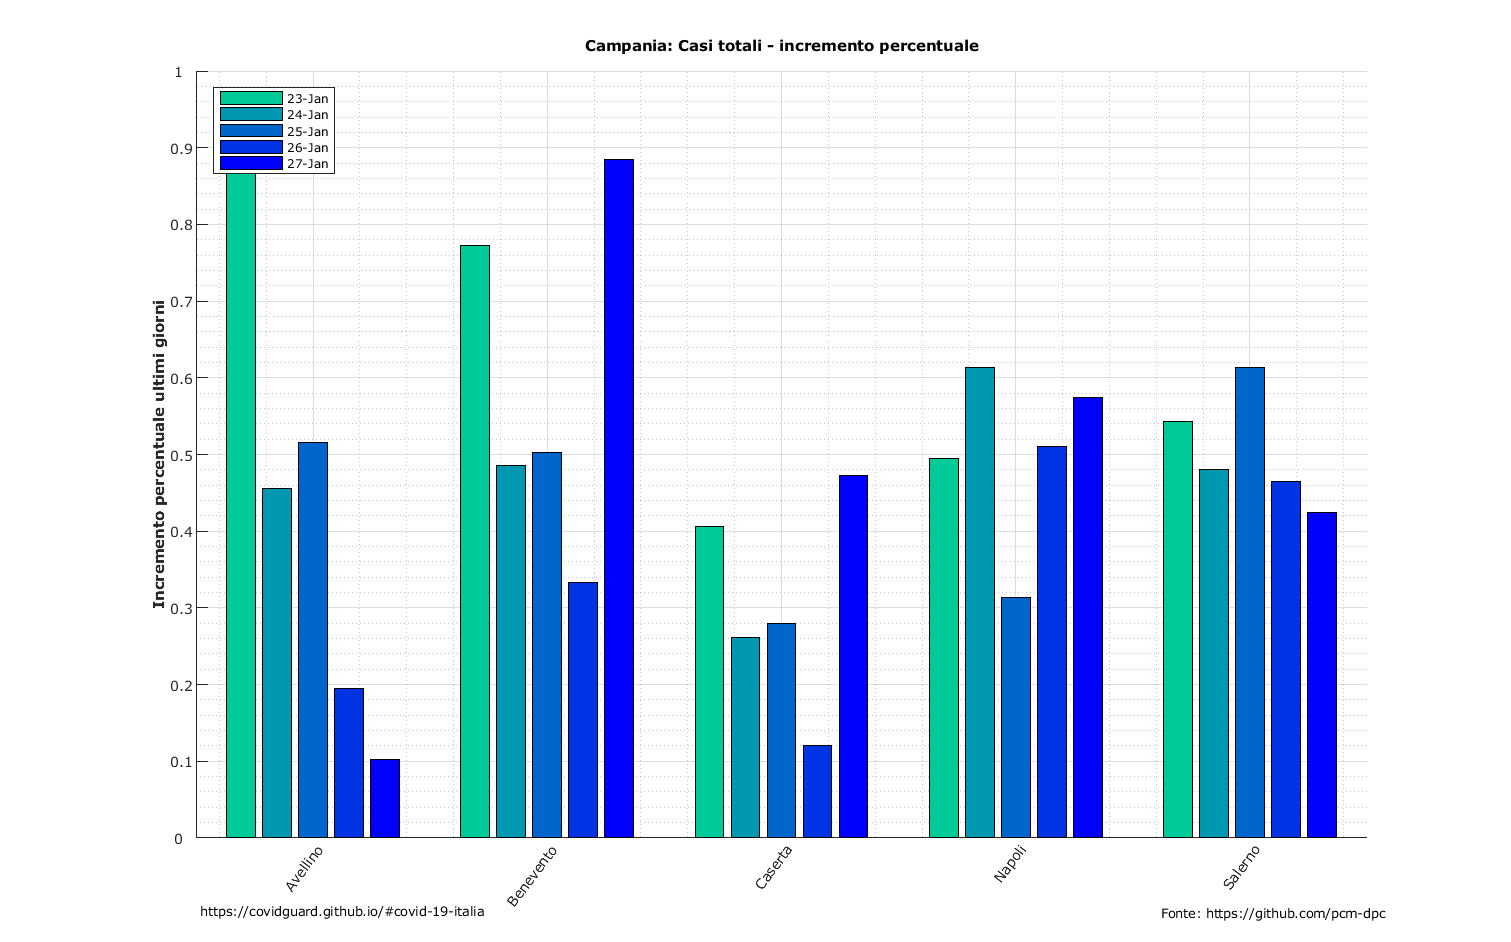 Campania: Casi totali - incremento percentuale
Incremento percentuale ultimi giorni
1
0.9
0.8
0.7
0.6
0.5
0.4
0.3
0.2
0.1
0
23-Jan
24-Jan
25-Jan
26-Jan
27-Jan
Avellino
Benevento
Caserta
Napoli
Salerno
https://covidguard.github.io/#covid-19-italia
Fonte: https://github.com/pcm-dpc